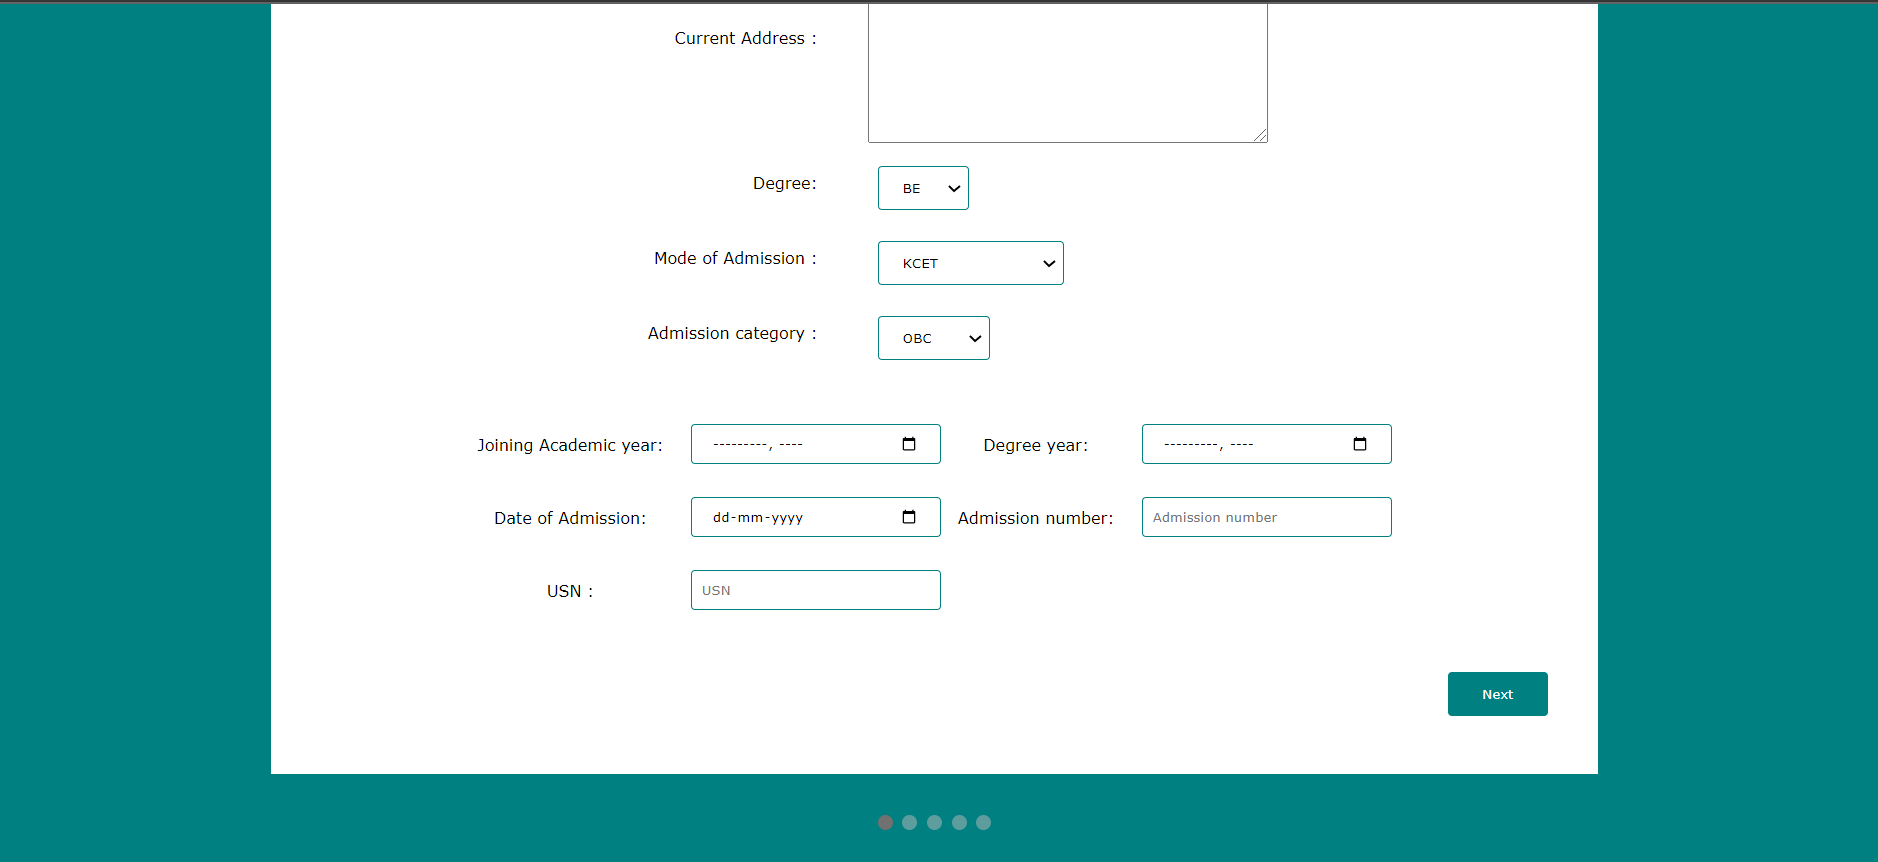 Current Address :
Degree: BE
Mode of Admission : KCET
Admission category : OBC
Joining Academic year: ---------, ---- Degree year: ---------, ----
Date of Admission: dd-mm-yyyy Admission number: Admission number
USN : USN
Next